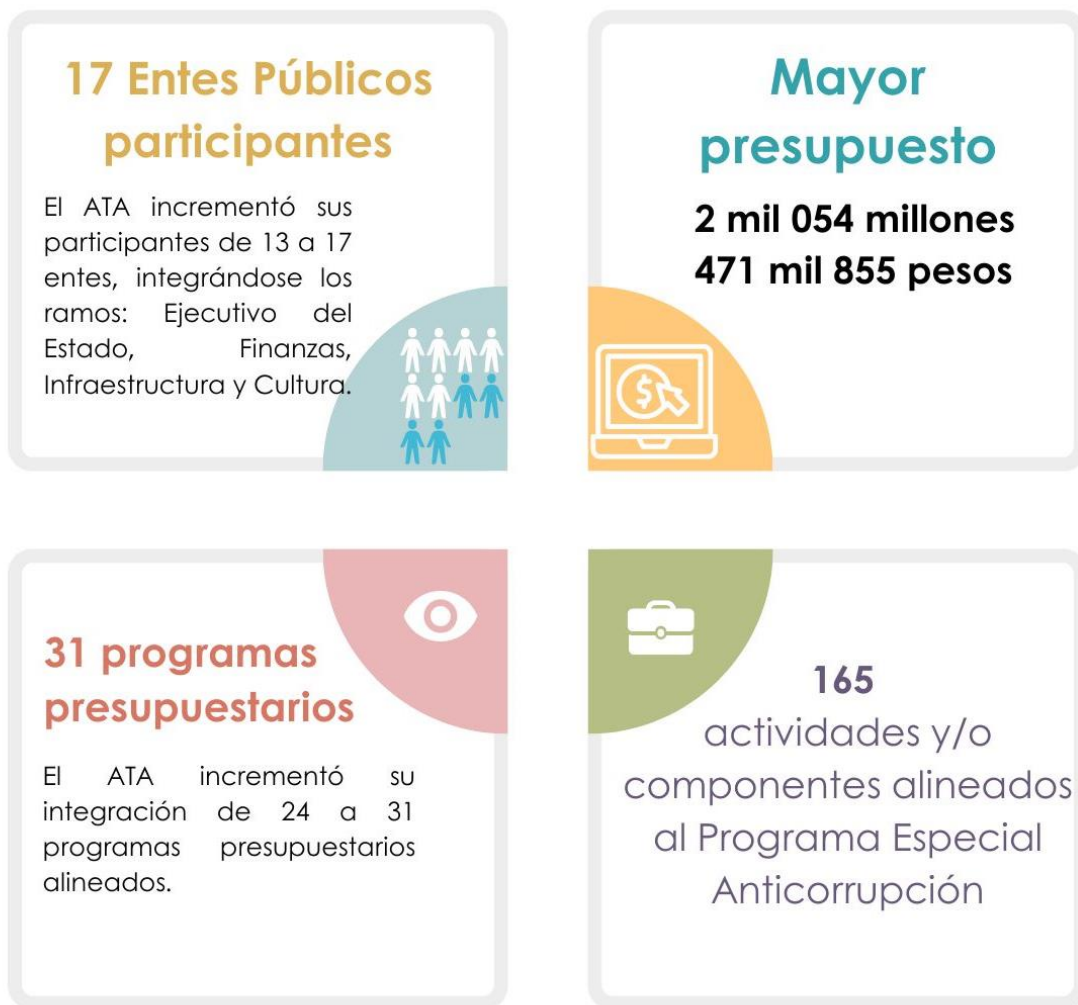 17 Entes Públicos
participantes
El ATA incrementó sus
participantes de 13 a 17
entes, integrándose los
ramos: Ejecutivo del
Estado, Finanzas,
Infraestructura y Cultura.
Mayor
presupuesto
2 mil 054 millones
471 mil 855 pesos
31 programas
presupuestarios
El ATA incrementó su
integración de 24 a 31
programas presupuestarios
alineados.
165
actividades y/o
componentes alineados
al Programa Especial
Anticorrupción